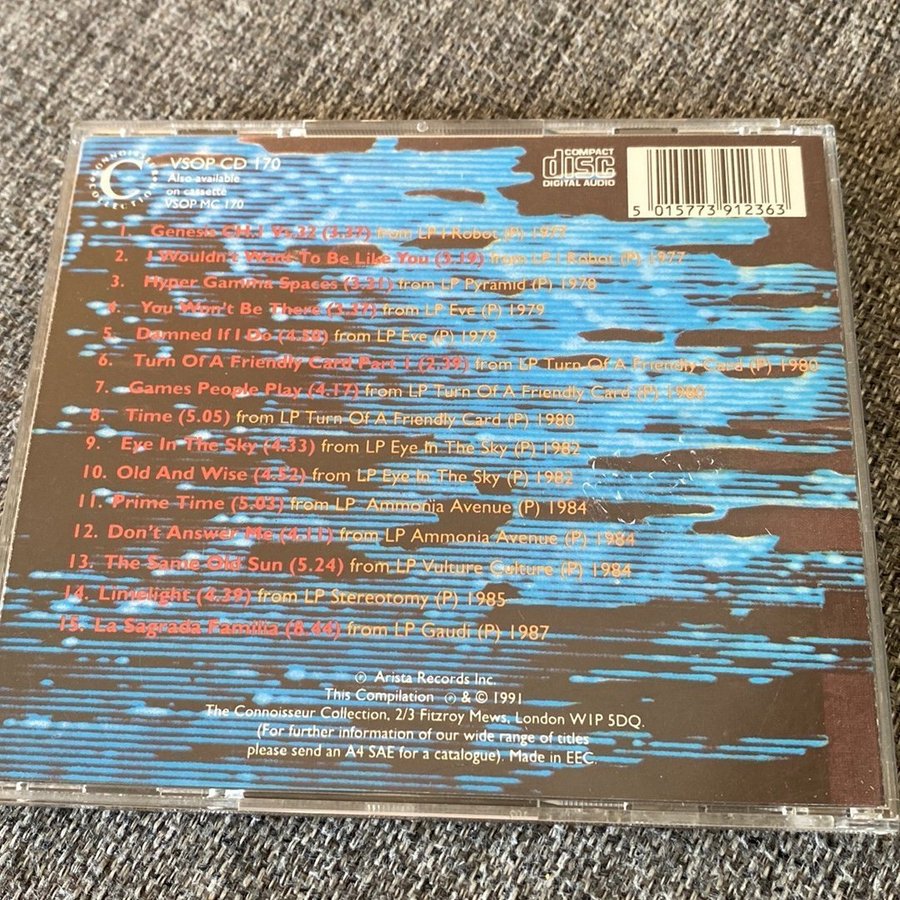 CONNOISSEUR COLLECTION
VSOP CD 170
Also available
on cassette
VSOP MC 170
COMPACT
disc
DIGITAL AUDIO
5 015773 912363
1. Genesis CH.1 Vs.32 (3.37) from LP I Robot (P) 1977
2. I Wouldn't Want To Be Like You (3.19) from LP I Robot (P) 1977
3. Hyper Gamma Spaces (3.31) from LP Pyramid (P) 1978
4. You Won't Be There (3.37) from LP Eve (P) 1979
5. Damned If I Do (4.50) from LP Eve (P) 1979
6. Turn Of A Friendly Card Part 1 (2.39) from LP Turn Of A Friendly Card (P) 1980
7. Games People Play (4.17) from LP Turn Of A Friendly Card (P) 1980
8. Time (5.05) from LP Turn Of A Friendly Card (P) 1980
9. Eye In The Sky (4.33) from LP Eye In The Sky (P) 1982
10. Old And Wise (4.52) from LP Eye In The Sky (P) 1982
11. Prime Time (5.03) from LP Ammonia Avenue (P) 1984
12. Don't Answer Me (4.11) from LP Ammonia Avenue (P) 1984
13. The Same Old Sun (5.24) from LP Vulture Culture (P) 1984
14. Limelight (4.39) from LP Stereotomy (P) 1985
15. La Sagrada Familia (8.44) from LP Gaudi (P) 1987
℗ Arista Records Inc.
This Compilation ℗ & © 1991
The Connoisseur Collection, 2/3 Fitzroy Mews, London W1P 5DQ.
(For further information of our wide range of titles
please send an A4 SAE for a catalogue). Made in EEC.